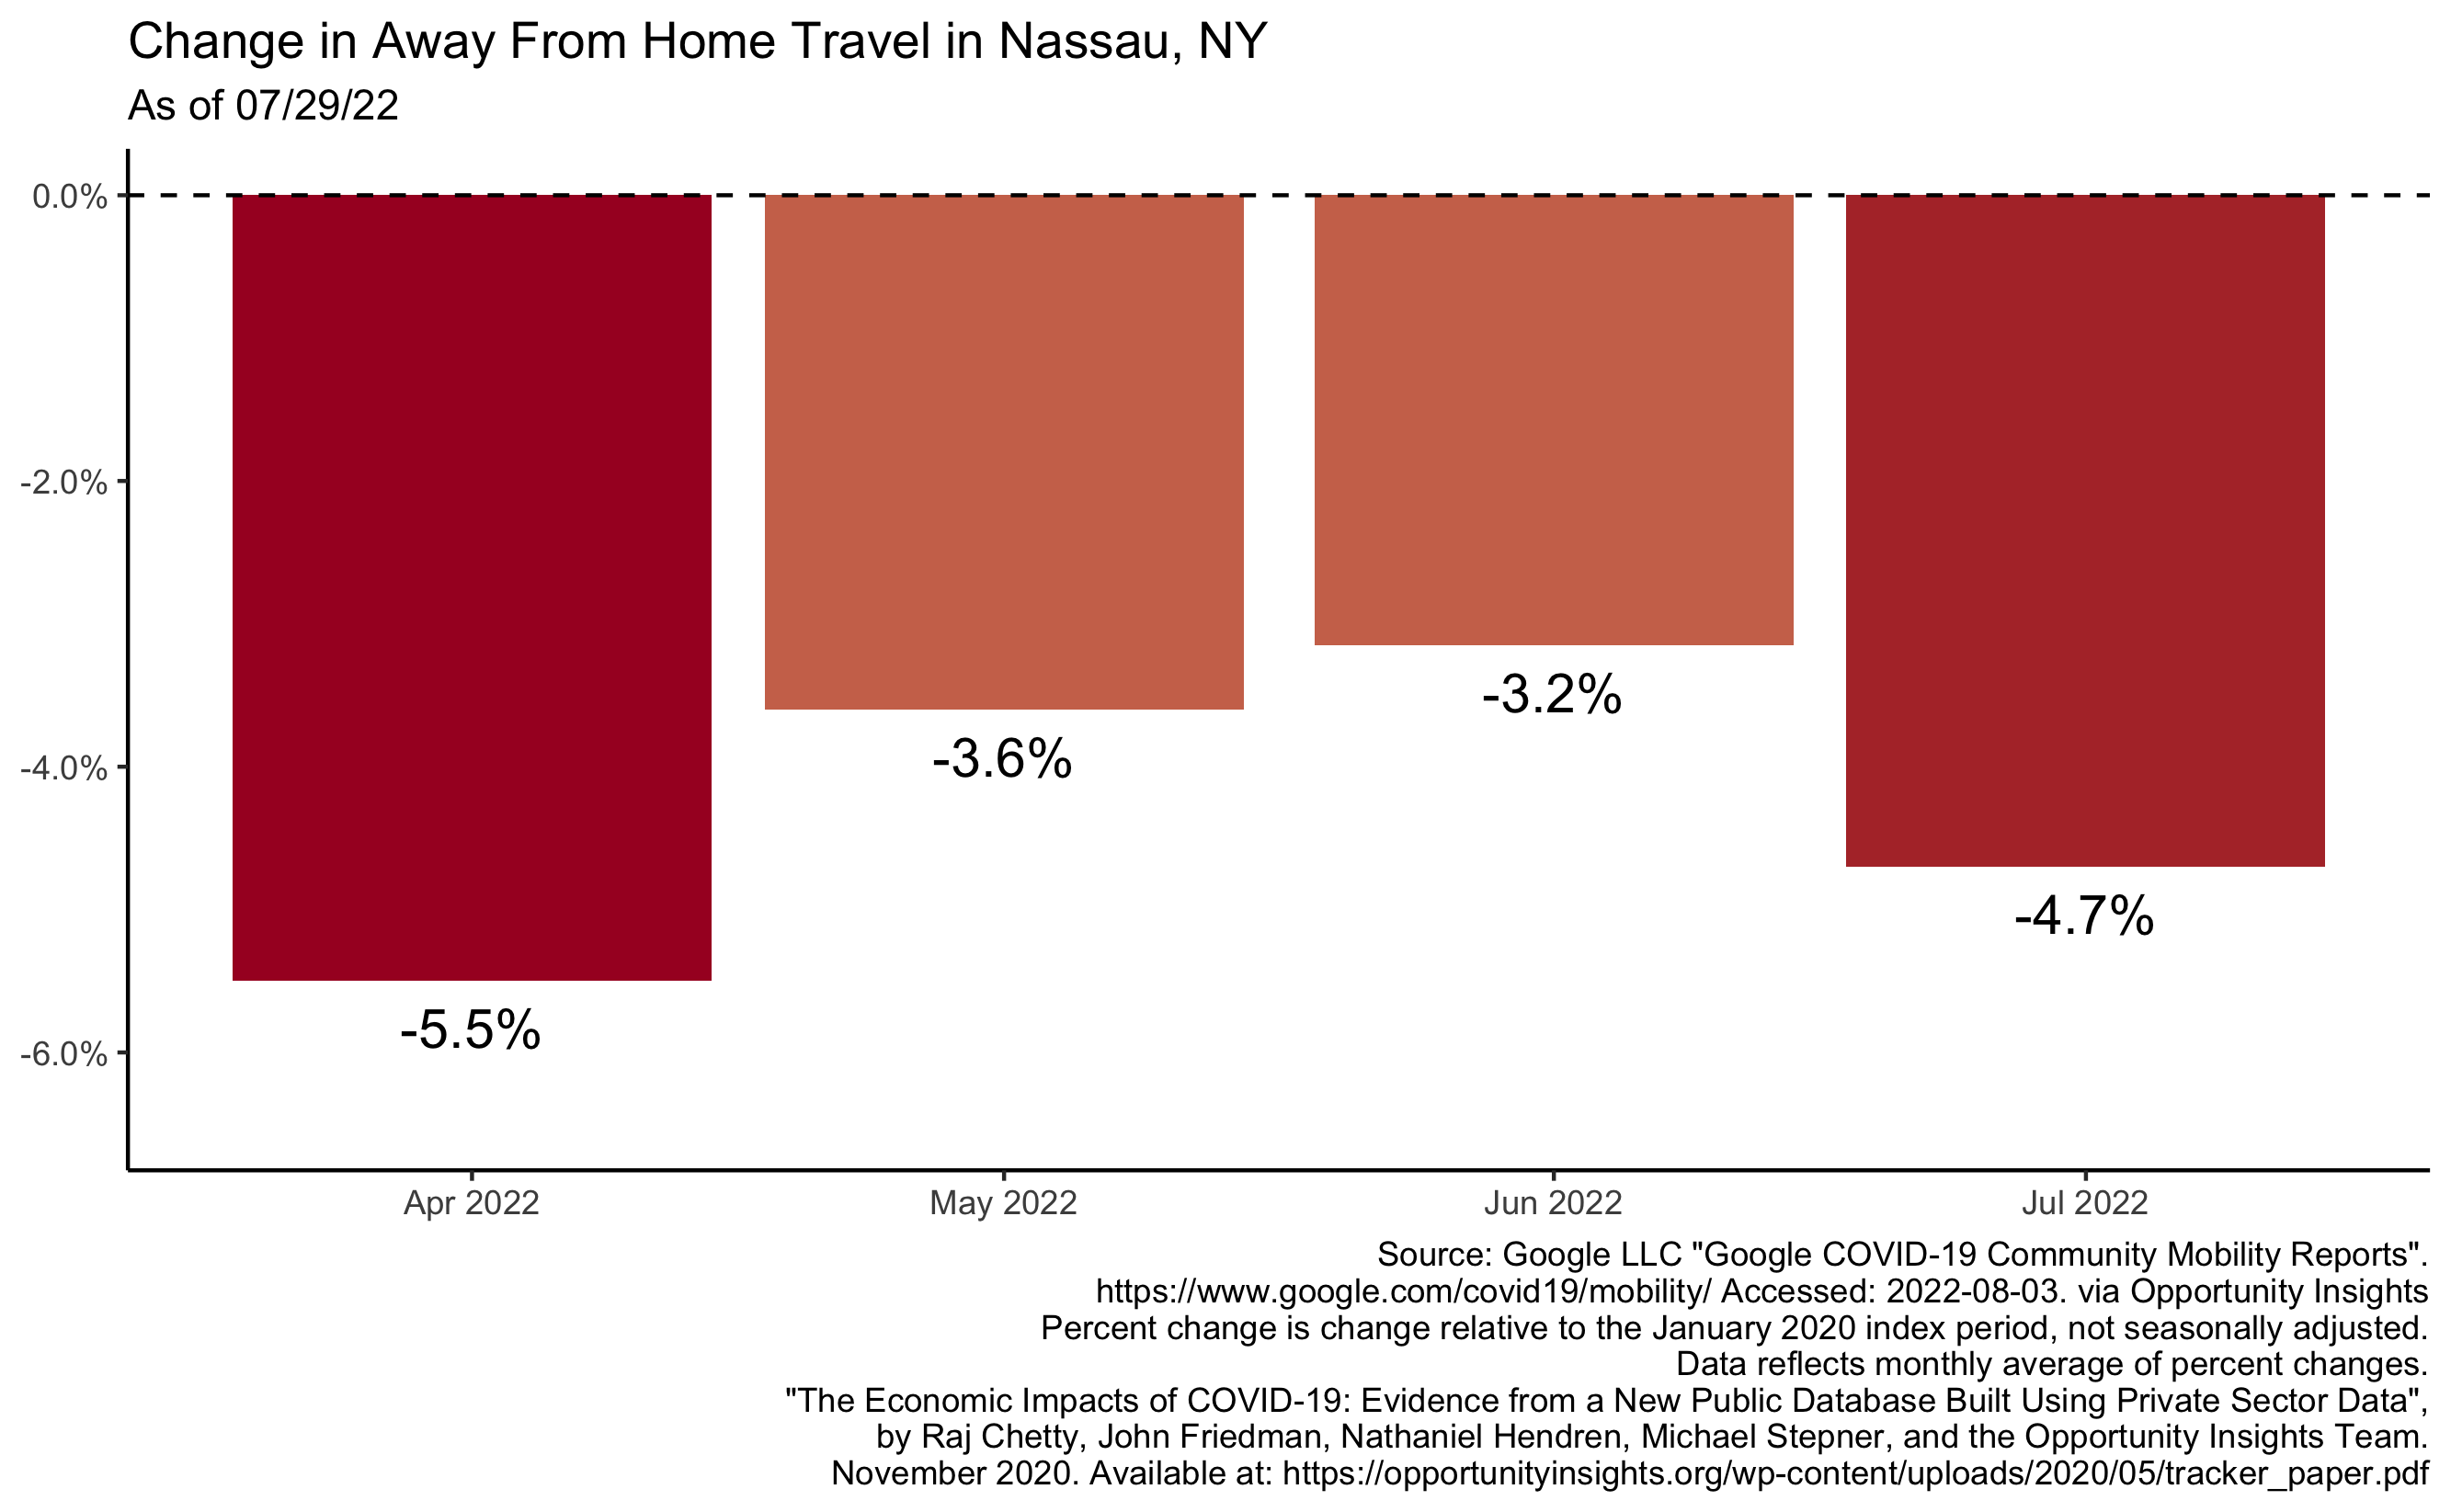 Change in Away From Home Travel in Nassau, NY
As of 07/29/22
0.0%
-2.0%
-4.0%
-6.0%
-5.5%
-3.6%
-3.2%
-4.7%
Apr 2022
May 2022
Jun 2022
Jul 2022
Source: Google LLC "Google COVID-19 Community Mobility Reports".
https://www.google.com/covid19/mobility/ Accessed: 2022-08-03. via Opportunity Insights
Percent change is change relative to the January 2020 index period, not seasonally adjusted.
Data reflects monthly average of percent changes.
"The Economic Impacts of COVID-19: Evidence from a New Public Database Built Using Private Sector Data",
by Raj Chetty, John Friedman, Nathaniel Hendren, Michael Stepner, and the Opportunity Insights Team.
November 2020. Available at: https://opportunityinsights.org/wp-content/uploads/2020/05/tracker_paper.pdf